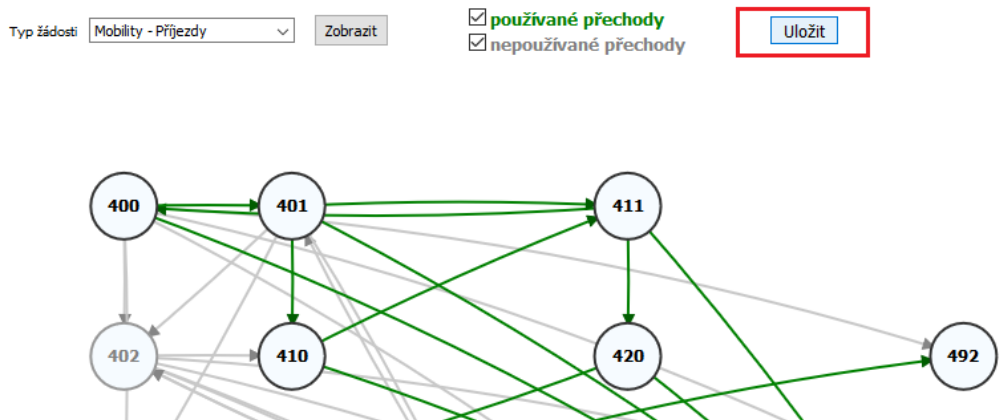 Typ žádosti Mobility - Příjezdy Zobrazit
používané přechody
nepoužívané přechody
Uložit
400 401 411
402 410 420 492